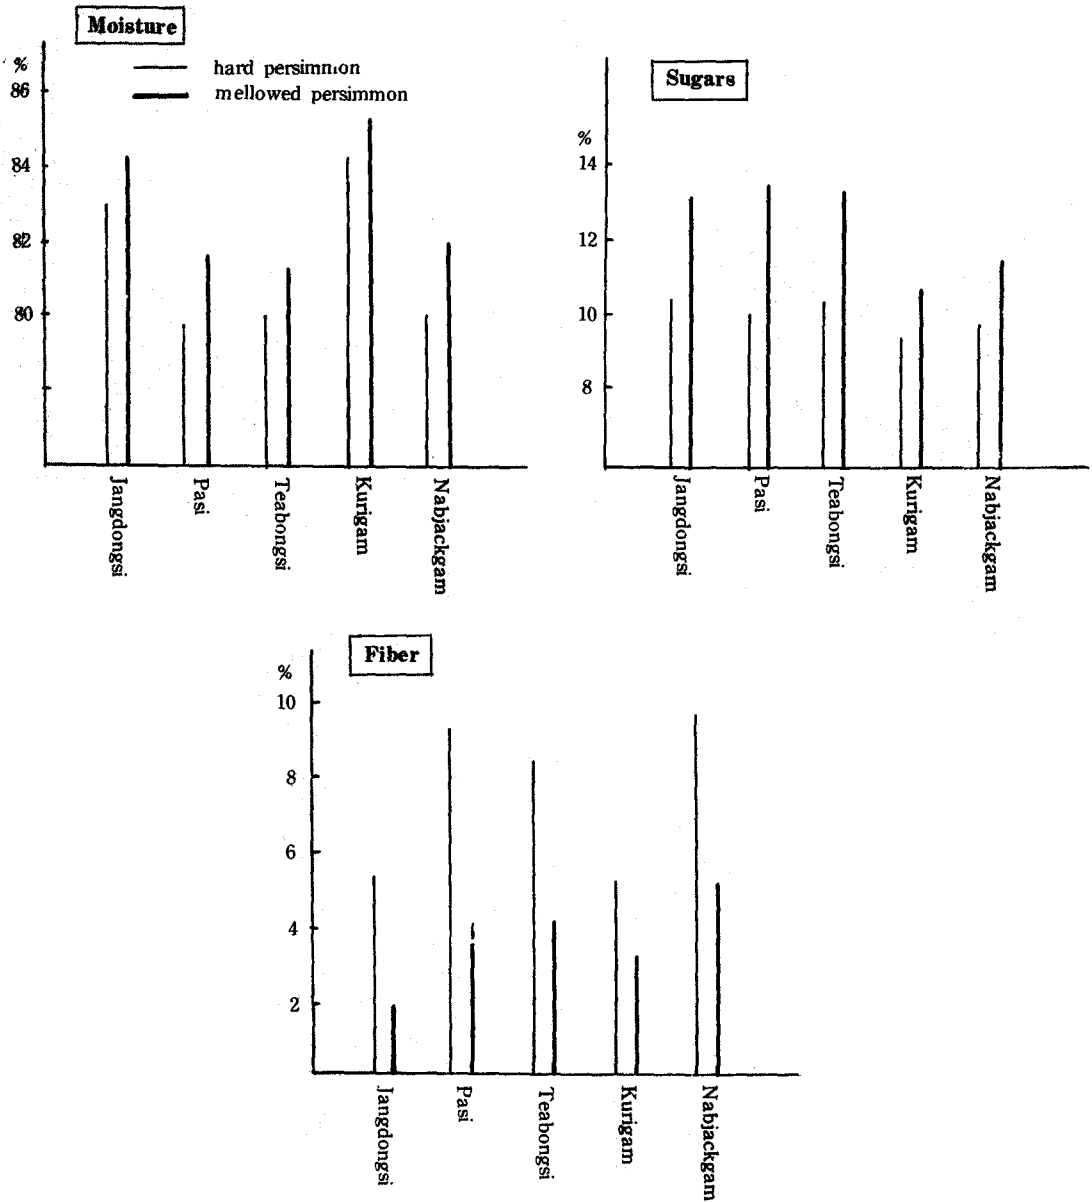 Moisture
%
hard persimmon
86
mellowed persimmon
84
82
80
Jangdongsi
Pasi
Teabongsi
Kurigam
Nabjackgam
Sugars
%
14
12
10
8
Jangdongsi
Pasi
Teabongsi
Kurigam
Nabjackgam
Fiber
%
10
8
6
4
2
Jangdongsi
Pasi
Teabongsi
Kurigam
Nabjackgam